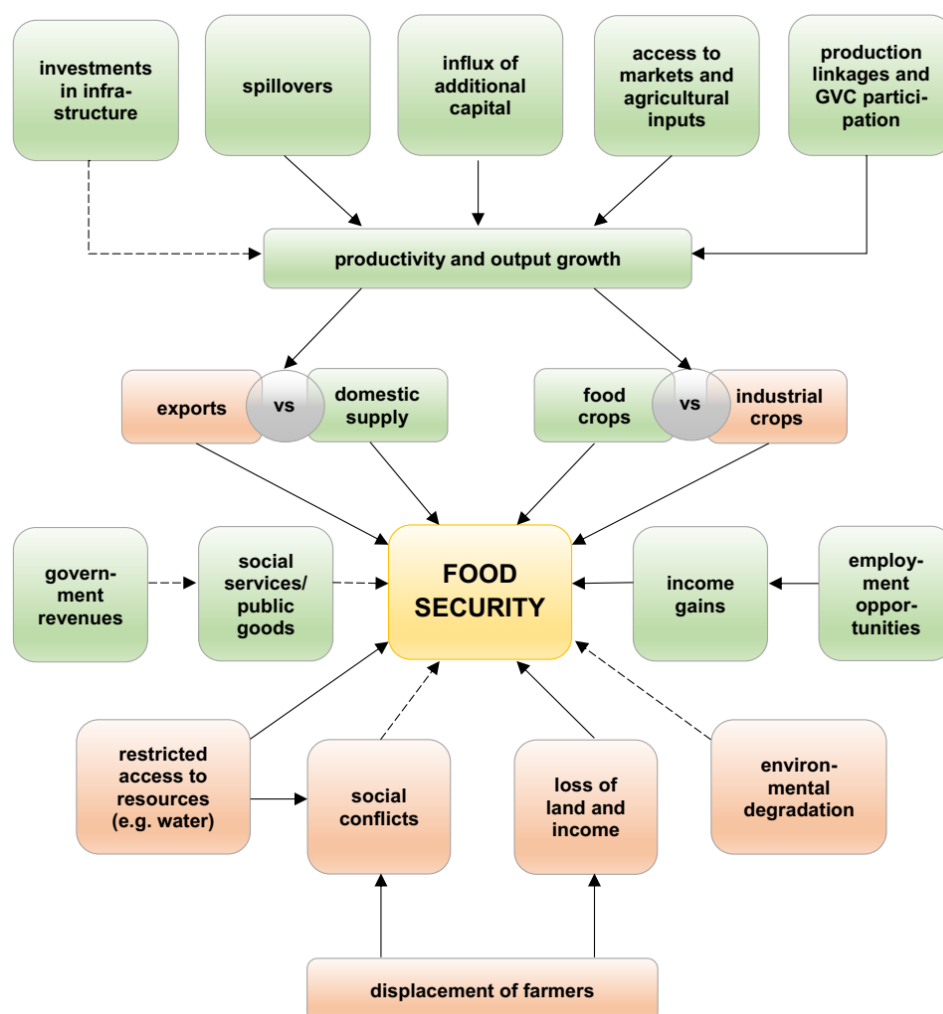 investments
in infra-
structure
spillovers
influx of
additional
capital
access to
markets and
agricultural
inputs
production
linkages and
GVC partici-
pation
productivity and output growth
exports
vs
domestic
supply
food
crops
vs
industrial
crops
govern-
ment
revenues
social
services/
public
goods
FOOD
SECURITY
income
gains
employ-
ment
oppor-
tunities
restricted
access to
resources
(e.g. water)
social
conflicts
loss of
land and
income
environ-
mental
degradation
displacement of farmers